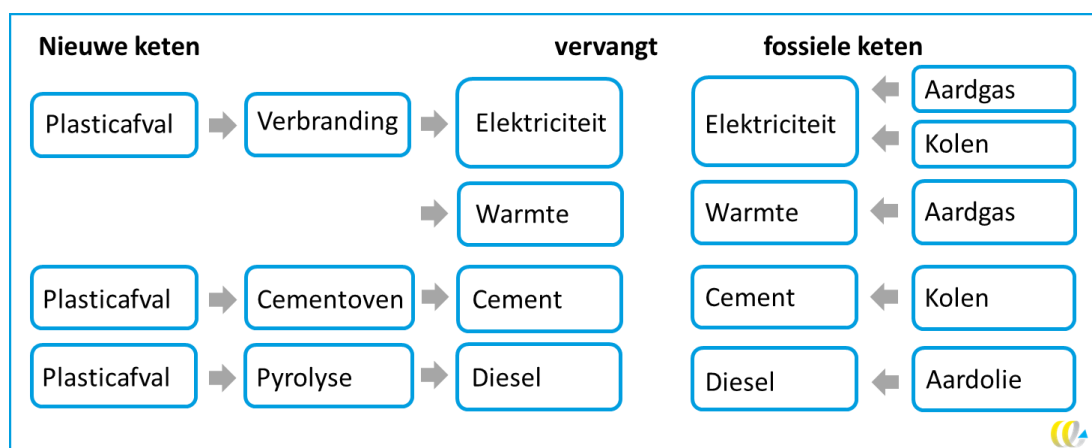 Nieuwe keten vervangt fossiele keten
Plasticafval Verbranding Elektriciteit Elektriciteit Aardgas
Kolen
Warmte Warmte Aardgas
Plasticafval Cementoven Cement Cement Kolen
Plasticafval Pyrolyse Diesel Diesel Aardolie